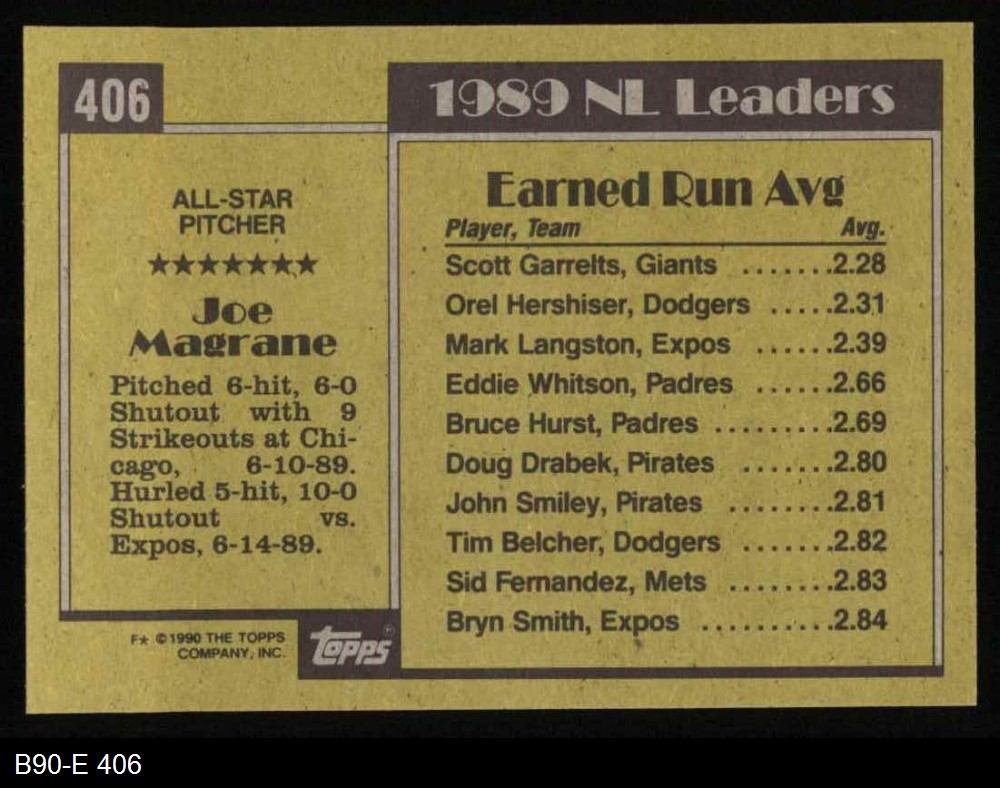 406
ALL-STAR
PITCHER
★★★★★★★
Joe
Magrane
Pitched 6-hit, 6-0
Shutout with 9
Strikeouts at Chi-
cago, 6-10-89.
Hurled 5-hit, 10-0
Shutout vs.
Expos, 6-14-89.
F★ ©1990 THE TOPPS
COMPANY, INC.
topps®
1989 NL Leaders
Earned Run Avg
Player, Team Avg.
Scott Garrelts, Giants .......2.28
Orel Hershiser, Dodgers .....2.31
Mark Langston, Expos ......2.39
Eddie Whitson, Padres ......2.66
Bruce Hurst, Padres ........2.69
Doug Drabek, Pirates .......2.80
John Smiley, Pirates ........2.81
Tim Belcher, Dodgers .......2.82
Sid Fernandez, Mets ........2.83
Bryn Smith, Expos ..........2.84
B90-E 406